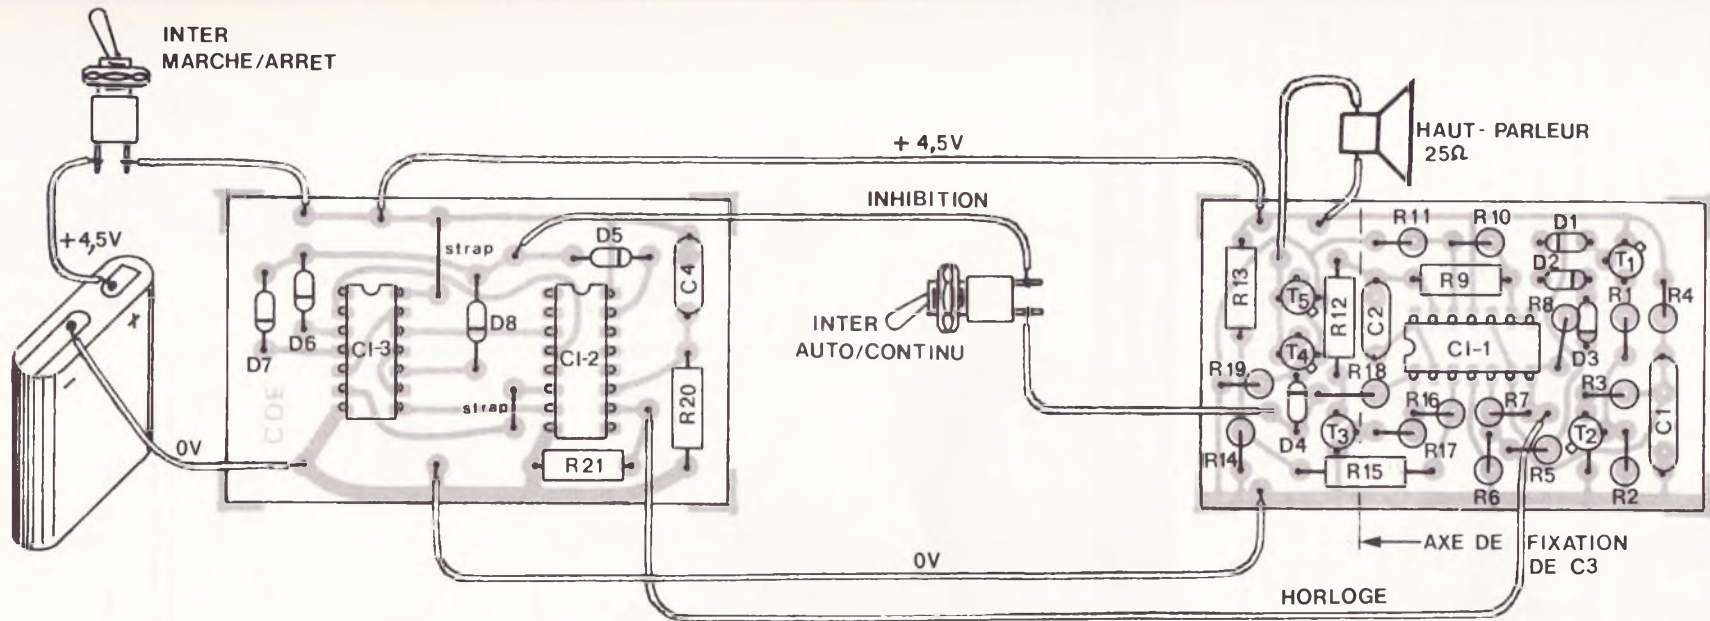 INTER
MARCHE/ARRET
+4,5V
+
-
0V
+ 4,5V
INHIBITION
INTER
AUTO/CONTINU
0V
HORLOGE
HAUT-PARLEUR
25Ω
strap
D5
C4
D7
D6
CI-3
D8
CI-2
strap
R20
R21
CDE
R11
R10
D1
D2
T1
R13
T5
R12
C2
R9
R8
R1
R4
CI-1
D3
T4
R19
R18
R3
R16
R7
C1
D4
T3
R17
T2
R14
R15
R5
R6
R2
AXE DE FIXATION
DE C3